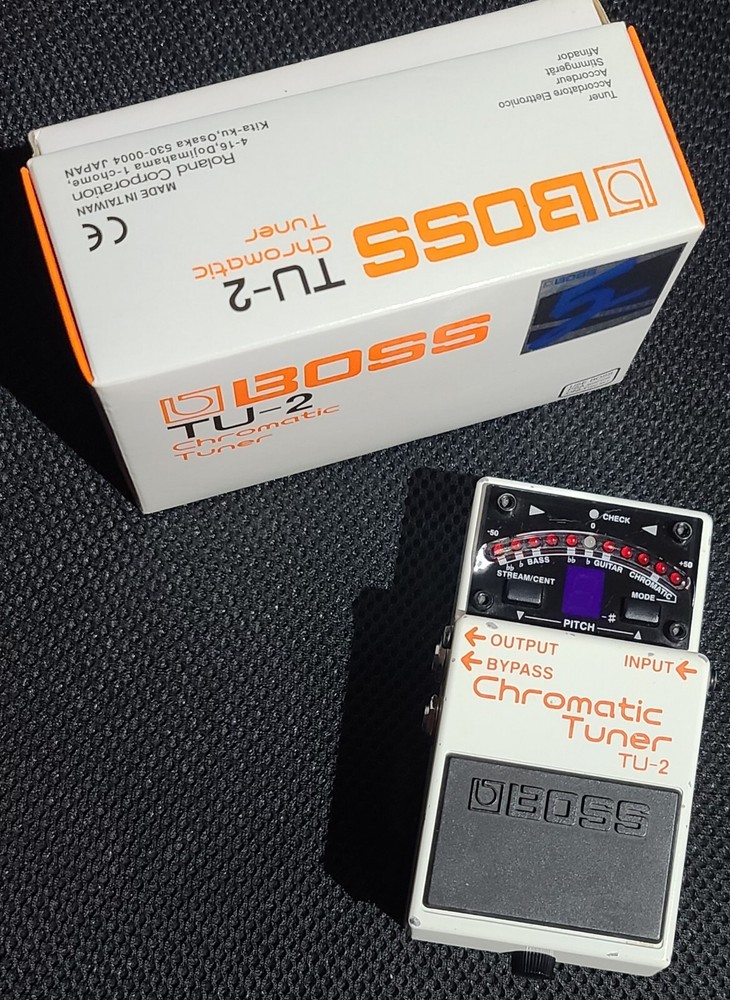 Tuner
Accordatore Elettronico
Accordeur
Stimmgerät
Afinador
BOSS
TU-2
Chromatic
Tuner
CE
MADE IN TAIWAN
Roland Corporation
4-16,Dojimahama 1-chome,
Kita-ku,Osaka 530-0004 JAPAN
BOSS
TU-2
Chromatic
Tuner
CHECK
-50
0
+50
♭♭ ♭ BASS ♭♭ ♭ GUITAR CHROMATIC
STREAM/CENT
MODE
-#
PITCH
OUTPUT
BYPASS
INPUT
Chromatic
Tuner
TU-2
BOSS